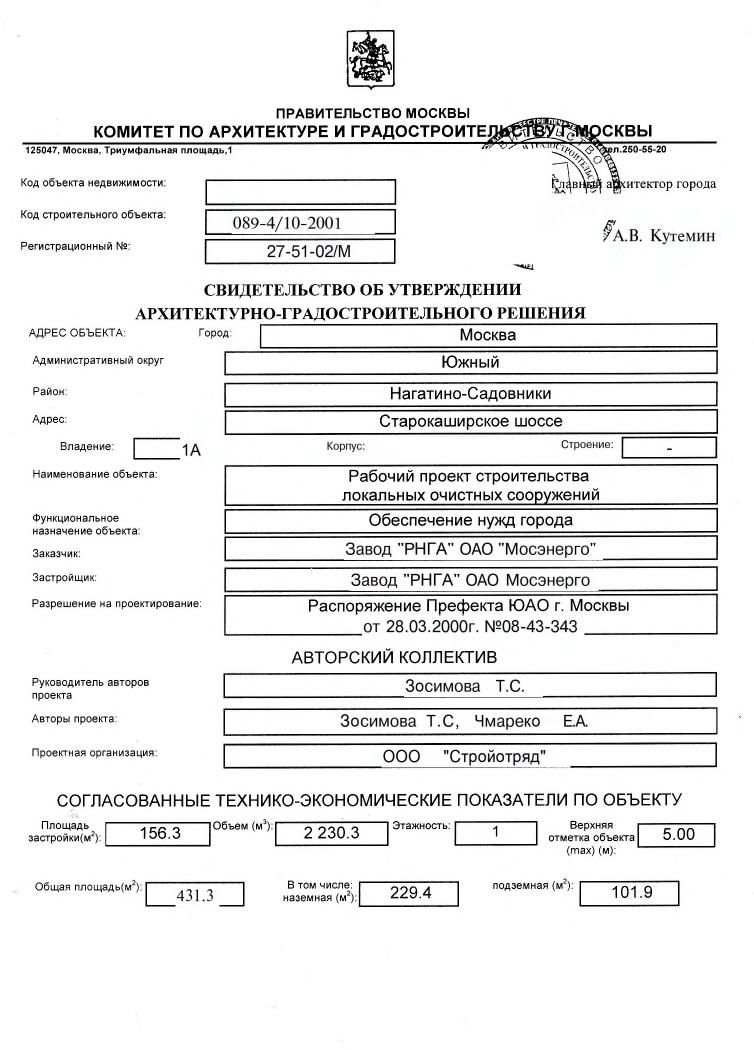 ПРАВИТЕЛЬСТВО МОСКВЫ
КОМИТЕТ ПО АРХИТЕКТУРЕ И ГРАДОСТРОИТЕЛЬСТВУ Г. МОСКВЫ
125047, Москва, Триумфальная площадь,1 тел.250-55-20
Код объекта недвижимости: Главный архитектор города
Код строительного объекта: 089-4/10-2001
А.В. Кутемин
Регистрационный №: 27-51-02/М
СВИДЕТЕЛЬСТВО ОБ УТВЕРЖДЕНИИ
АРХИТЕКТУРНО-ГРАДОСТРОИТЕЛЬНОГО РЕШЕНИЯ
АДРЕС ОБЪЕКТА: Город: Москва
Административный округ Южный
Район: Нагатино-Садовники
Адрес: Старокаширское шоссе
Владение: 1А Корпус: Строение: -
Наименование объекта: Рабочий проект строительства
локальных очистных сооружений
Функциональное
назначение объекта: Обеспечение нужд города
Заказчик: Завод "РНГА" ОАО "Мосэнерго"
Застройщик: Завод "РНГА" ОАО Мосэнерго
Разрешение на проектирование: Распоряжение Префекта ЮАО г. Москвы
от 28.03.2000г. №08-43-343
АВТОРСКИЙ КОЛЛЕКТИВ
Руководитель авторов
проекта Зосимова Т.С.
Авторы проекта: Зосимова Т.С, Чмареко Е.А.
Проектная организация: ООО "Стройотряд"
СОГЛАСОВАННЫЕ ТЕХНИКО-ЭКОНОМИЧЕСКИЕ ПОКАЗАТЕЛИ ПО ОБЪЕКТУ
Площадь
застройки(м²): 156.3 Объем (м³): 2 230.3 Этажность: 1 Верхняя
отметка объекта
(max) (м): 5.00
Общая площадь(м²): 431.3 В том числе:
наземная (м²): 229.4 подземная (м²): 101.9